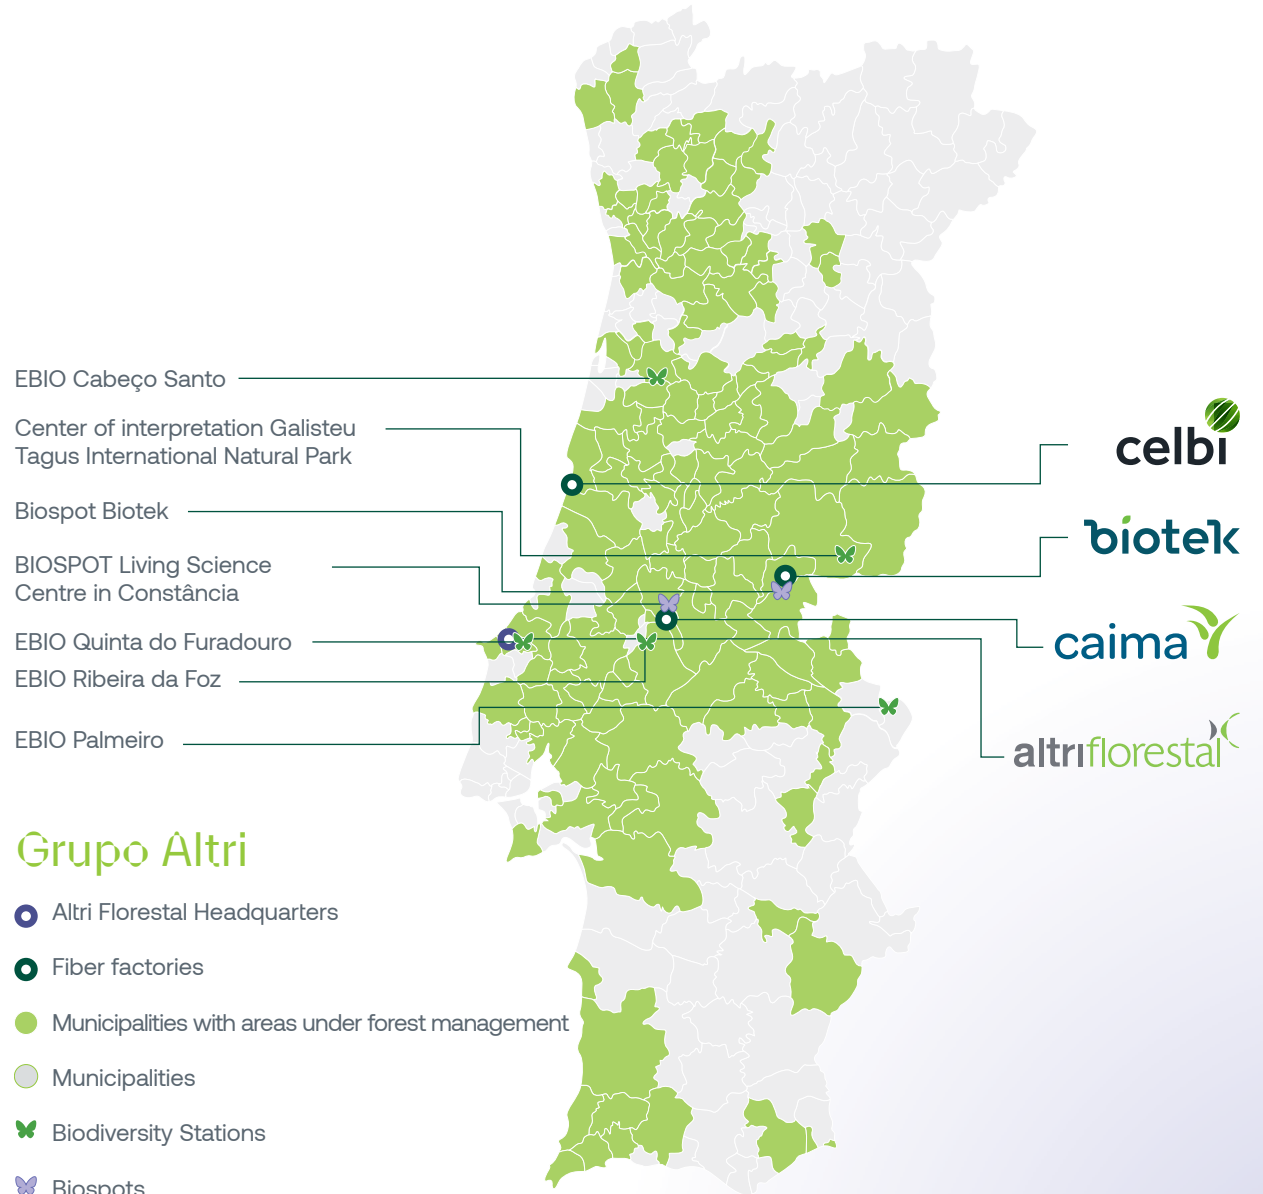 EBIO Cabeço Santo
Center of interpretation Galisteu
Tagus International Natural Park
Biospot Biotek
BIOSPOT Living Science
Centre in Constância
EBIO Quinta do Furadouro
EBIO Ribeira da Foz
EBIO Palmeiro
celbi
biotek
caima
altriflorestal
Grupo Altri
Altri Florestal Headquarters
Fiber factories
Municipalities with areas under forest management
Municipalities
Biodiversity Stations
Biospots